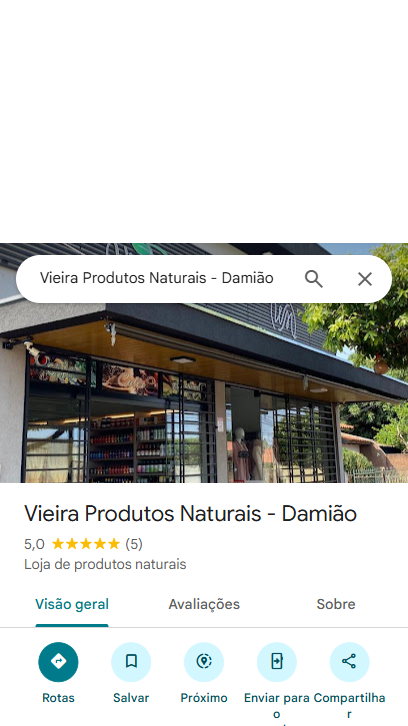 Vieira Produtos Naturais - Damião
Vieira Produtos Naturais - Damião
5,0 ★★★★★ (5)
Loja de produtos naturais
Visão geral Avaliações Sobre
Rotas Salvar Próximo Enviar para o Compartilhar